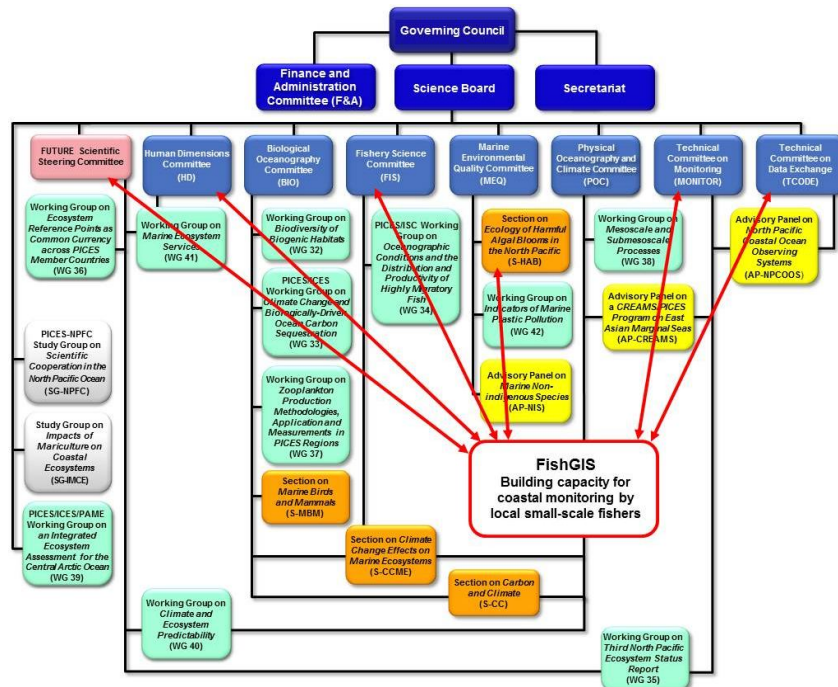 Governing Council
Finance and
Administration
Committee (F&A)
Science Board
Secretariat
FUTURE Scientific
Steering Committee
Human Dimensions
Committee
(HD)
Biological
Oceanography
Committee
(BIO)
Fishery Science
Committee
(FIS)
Marine
Environmental
Quality Committee
(MEQ)
Physical
Oceanography and
Climate Committee
(POC)
Technical
Committee on
Monitoring
(MONITOR)
Technical
Committee on
Data Exchange
(TCODE)
Working Group on
Ecosystem
Reference Points as
Common Currency
across PICES
Member Countries
(WG 36)
Working Group on
Marine Ecosystem
Services
(WG 41)
Working Group on
Biodiversity of
Biogenic Habitats
(WG 32)
PICES/ISC Working
Group on
Oceanographic
Conditions and the
Distribution and
Productivity of
Highly Migratory
Fish
(WG 34)
Section on
Ecology of Harmful
Algal Blooms in
the North Pacific
(S-HAB)
Working Group on
Mesoscale and
Submesoscale
Processes
(WG 38)
Advisory Panel on
North Pacific
Coastal Ocean
Observing
Systems
(AP-NPCOOS)
PICES/ICES
Working Group on
Climate Change and
Biologically-Driven
Ocean Carbon
Sequestration
(WG 33)
Working Group on
Indicators of Marine
Plastic Pollution
(WG 42)
Advisory Panel on
a CREAMS/PICES
Program on East
Asian Marginal Seas
(AP-CREAMS)
PICES-NPFC
Study Group on
Scientific
Cooperation in the
North Pacific Ocean
(SG-NPFC)
Working Group on
Zooplankton
Production
Methodologies,
Application and
Measurements in
PICES Regions
(WG 37)
Advisory Panel on
Marine Non-
indigenous Species
(AP-NIS)
Study Group on
Impacts of
Mariculture on
Coastal Ecosystems
(SG-IMCE)
FishGIS
Building capacity for
coastal monitoring by
local small-scale
fishers
Section on
Marine Birds and
Mammals
(S-MBM)
PICES/ICES/PAME
Working Group on
an Integrated
Ecosystem
Assessment for the
Central Arctic Ocean
(WG 39)
Section on Climate
Change Effects on
Marine Ecosystems
(S-CCME)
Section on Carbon
and Climate
(S-CC)
Working Group on
Climate and
Ecosystem
Predictability
(WG 40)
Working Group on
Third North Pacific
Ecosystem Status
Report
(WG 35)